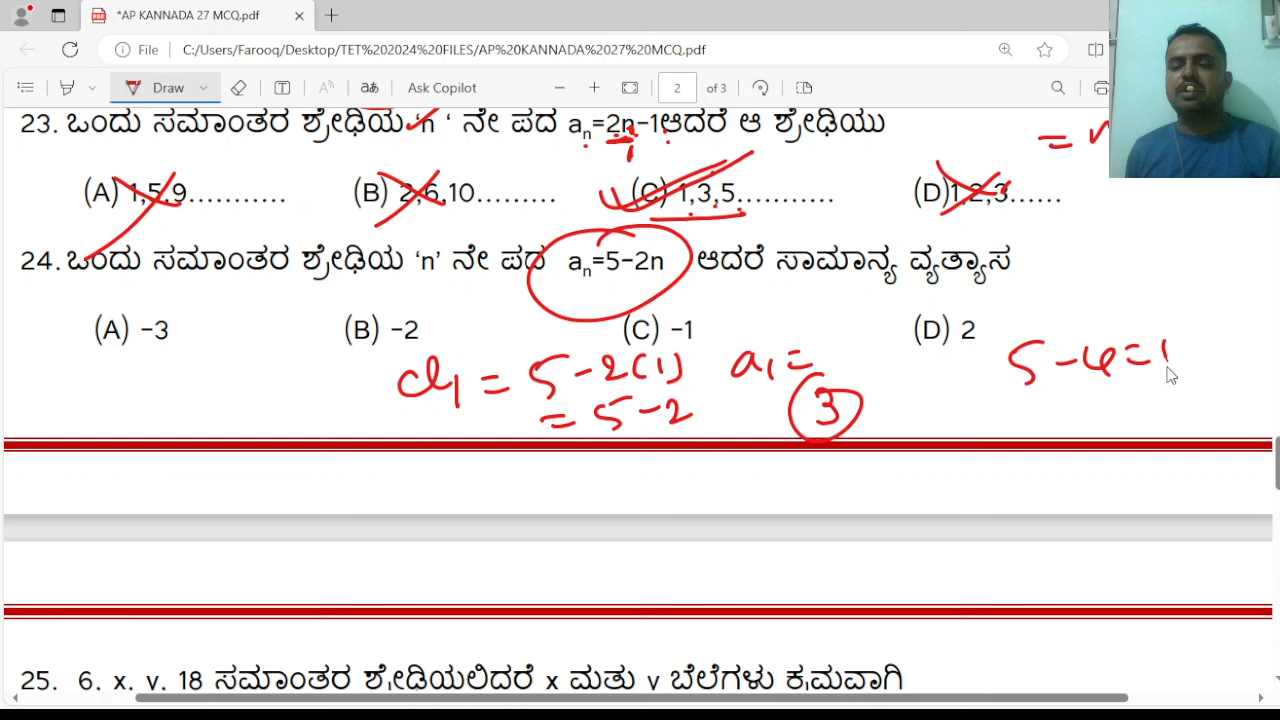 *AP KANNADA 27 MCQ.pdf
File C:/Users/Farooq/Desktop/TET%202024%20FILES/AP%20KANNADA%2027%20MCQ.pdf
Draw aあ Ask Copilot 2 of 3
23. ಒಂದು ಸಮಾಂತರ ಶ್ರೇಢಿಯ 'n ' ನೇ ಪದ an=2n-1ಆದರೆ ಆ ಶ್ರೇಢಿಯು
=
(A) 1,5,9........... (B) 2,6,10......... (C) 1,3,5........... (D)1,2,3......
24. ಒಂದು ಸಮಾಂತರ ಶ್ರೇಢಿಯ 'n' ನೇ ಪದ an=5-2n ಆದರೆ ಸಾಮಾನ್ಯ ವ್ಯತ್ಯಾಸ
(A) -3 (B) -2 (C) -1 (D) 2
a1 = 5-2(1) a1 = 5-4=1
= 5-2 3
25. 6, x, y, 18 ಸಮಾಂತರ ಶ್ರೇಢಿಯಲ್ಲಿದರೆ x ಮತ್ತು y ಬೆಲೆಗಳು ಕ್ರಮವಾಗಿ